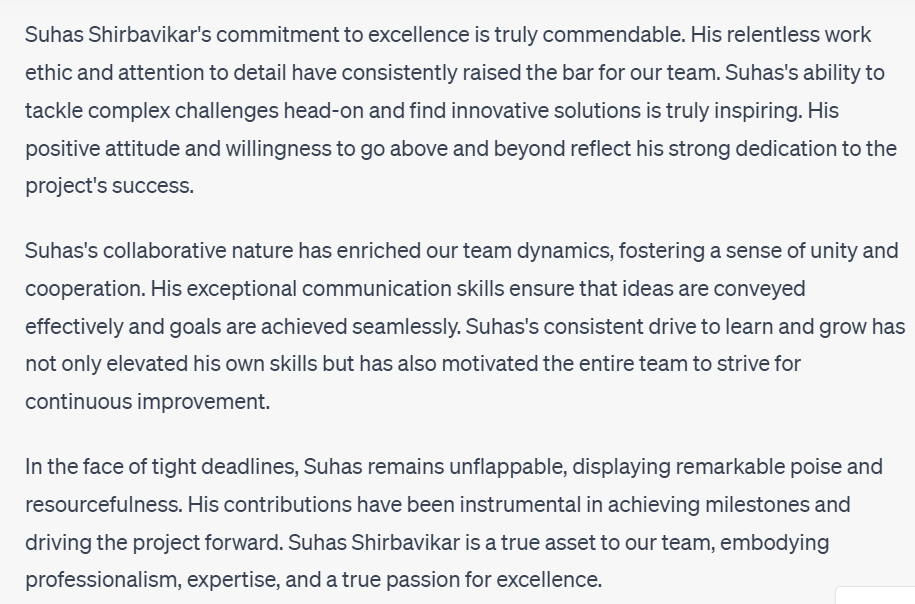 Suhas Shirbavikar's commitment to excellence is truly commendable. His relentless work
ethic and attention to detail have consistently raised the bar for our team. Suhas's ability to
tackle complex challenges head-on and find innovative solutions is truly inspiring. His
positive attitude and willingness to go above and beyond reflect his strong dedication to the
project's success.
Suhas's collaborative nature has enriched our team dynamics, fostering a sense of unity and
cooperation. His exceptional communication skills ensure that ideas are conveyed
effectively and goals are achieved seamlessly. Suhas's consistent drive to learn and grow has
not only elevated his own skills but has also motivated the entire team to strive for
continuous improvement.
In the face of tight deadlines, Suhas remains unflappable, displaying remarkable poise and
resourcefulness. His contributions have been instrumental in achieving milestones and
driving the project forward. Suhas Shirbavikar is a true asset to our team, embodying
professionalism, expertise, and a true passion for excellence.